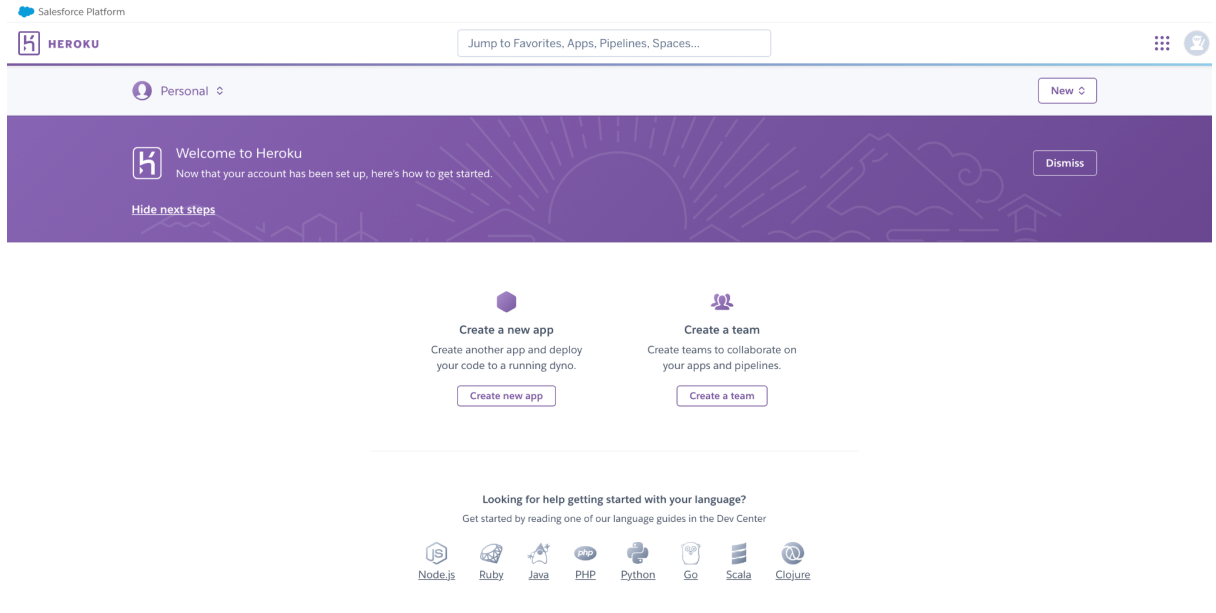 Salesforce Platform
HEROKU
Jump to Favorites, Apps, Pipelines, Spaces...
Personal
New
Welcome to Heroku
Now that your account has been set up, here's how to get started.
Dismiss
Hide next steps
Create a new app
Create another app and deploy
your code to a running dyno.
Create new app
Create a team
Create teams to collaborate on
your apps and pipelines.
Create a team
Looking for help getting started with your language?
Get started by reading one of our language guides in the Dev Center
JS
php
Node.js Ruby Java PHP Python Go Scala Clojure